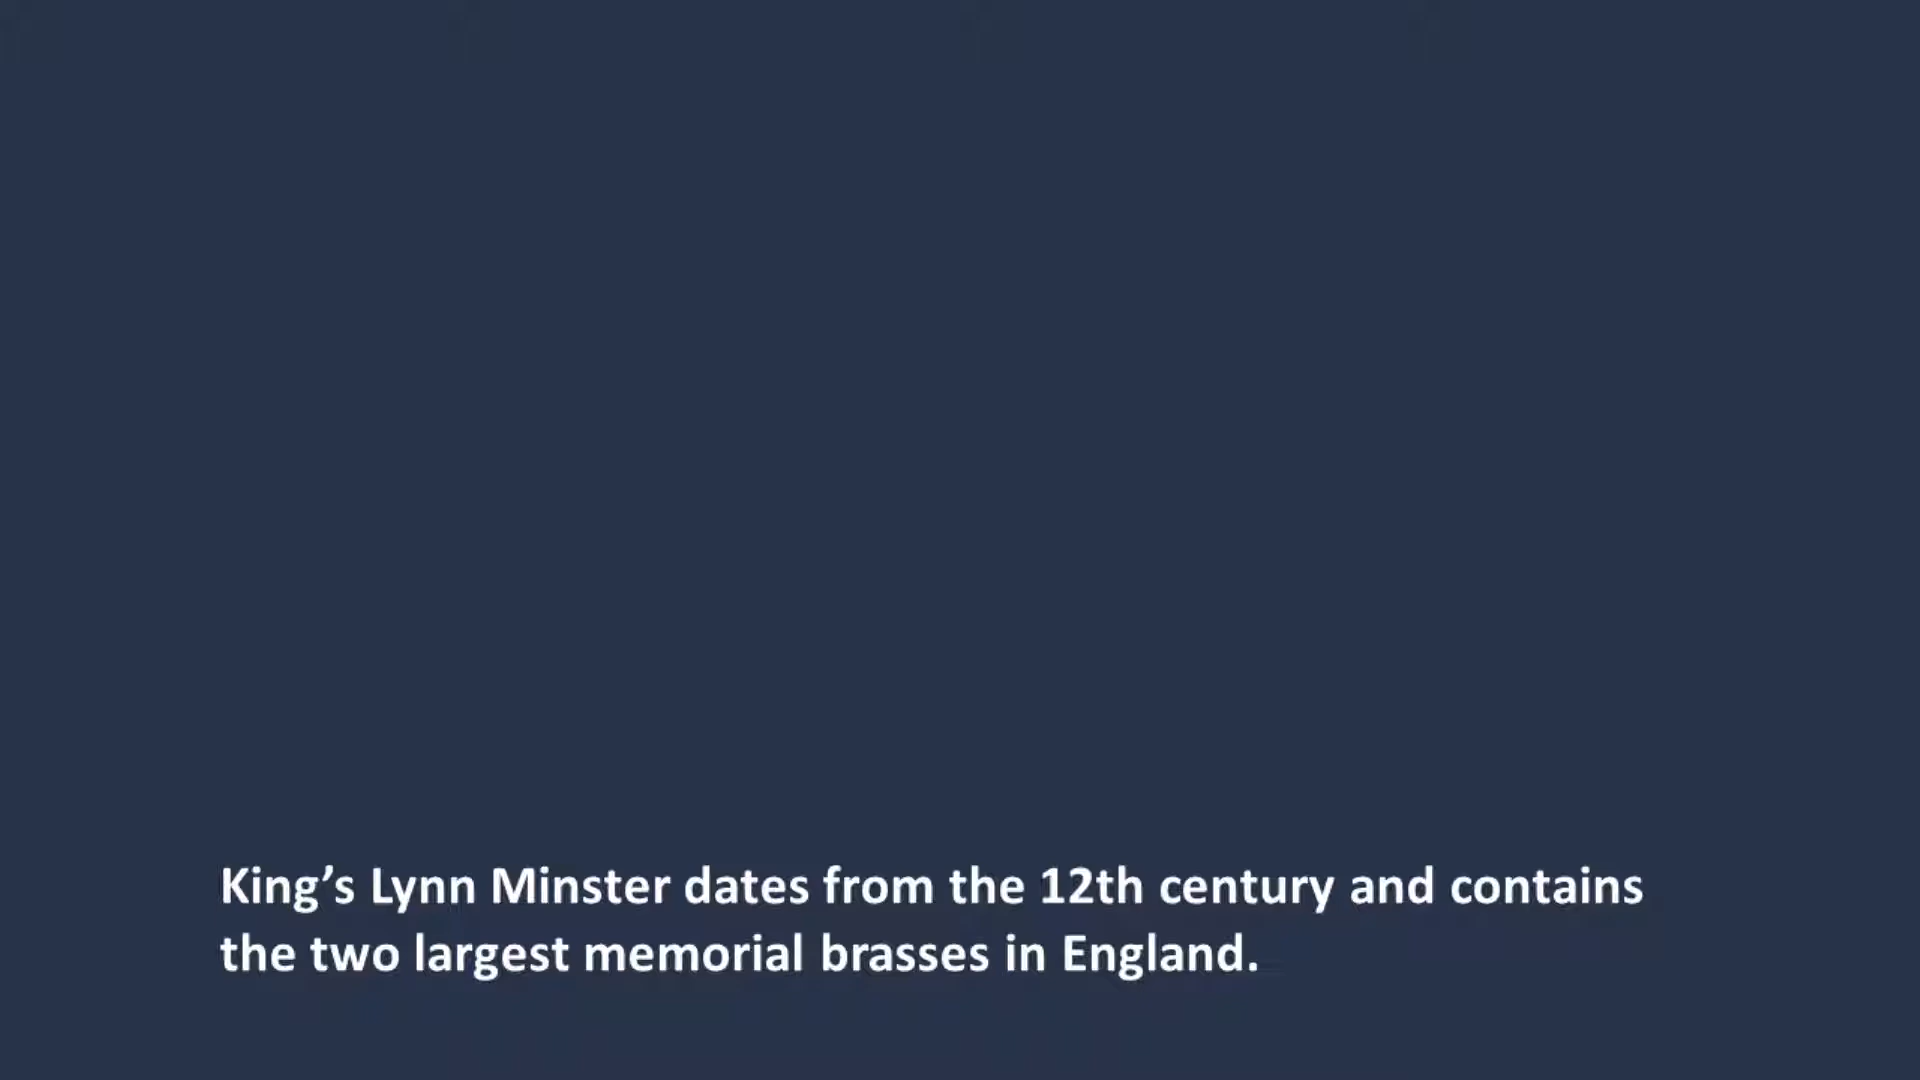 King’s Lynn Minster dates from the 12th century and contains
the two largest memorial brasses in England.